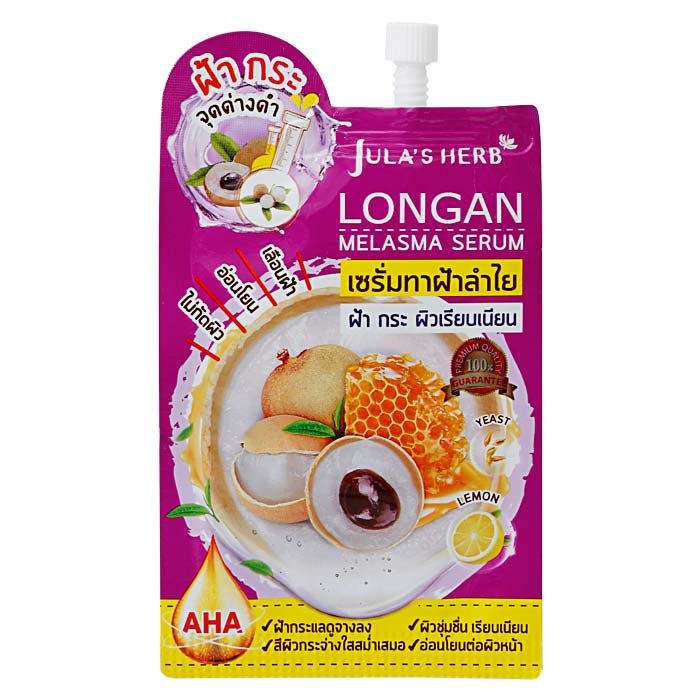 ฝ้า กระ
จุดด่างดำ
JULA'S HERB
LONGAN
MELASMA SERUM
เซรั่มทาฝ้าลำไย
ฝ้า กระ ผิวเรียบเนียน
เลือนฝ้า
อ่อนโยน
ไม่กัดผิว
PREMIUM QUALITY
100%
GUARANTEE
YEAST
LEMON
AHA
✓ฝ้ากระแลดูจางลง
✓ผิวชุ่มชื่น เรียบเนียน
✓สีผิวกระจ่างใสสม่ำเสมอ
✓อ่อนโยนต่อผิวหน้า